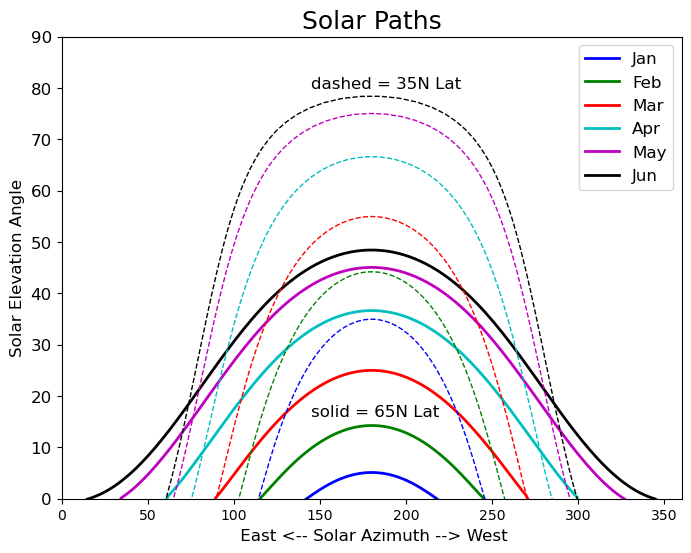 Solar Paths
90
80
70
60
50
40
30
20
10
0
Solar Elevation Angle
dashed = 35N Lat
solid = 65N Lat
Jan
Feb
Mar
Apr
May
Jun
0 50 100 150 200 250 300 350
East <-- Solar Azimuth --> West